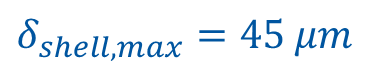 δshell,max = 45 μm